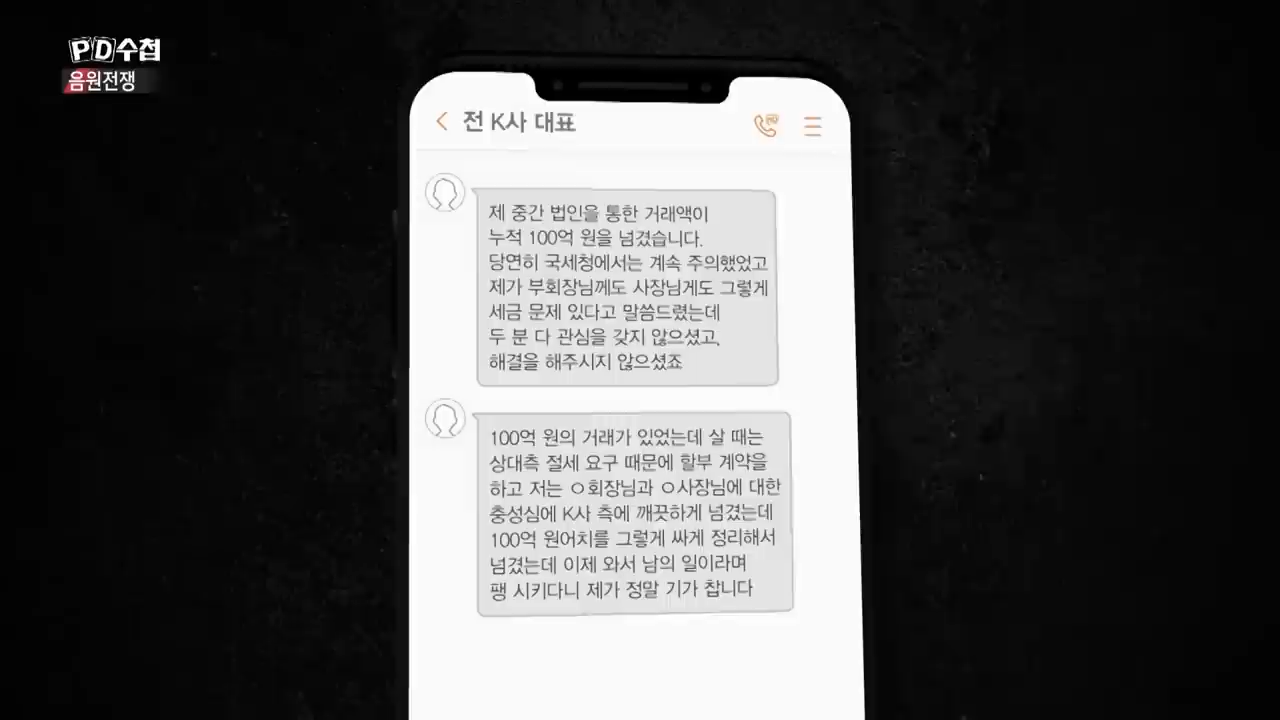 PD수첩
음원전쟁
전 K사 대표
제 중간 법인을 통한 거래액이
누적 100억 원을 넘겼습니다.
당연히 국세청에서는 계속 주의했었고
제가 부회장님께도 사장님게도 그렇게
세금 문제 있다고 말씀드렸는데
두 분 다 관심을 갖지 않으셨고,
해결을 해주시지 않으셨죠
100억 원의 거래가 있었는데 살 때는
상대측 절세 요구 때문에 할부 계약을
하고 저는 ㅇ회장님과 ㅇ사장님에 대한
충성심에 K사 측에 깨끗하게 넘겼는데
100억 원어치를 그렇게 싸게 정리해서
넘겼는데 이제 와서 남의 일이라며
팽 시키다니 제가 정말 기가 찹니다